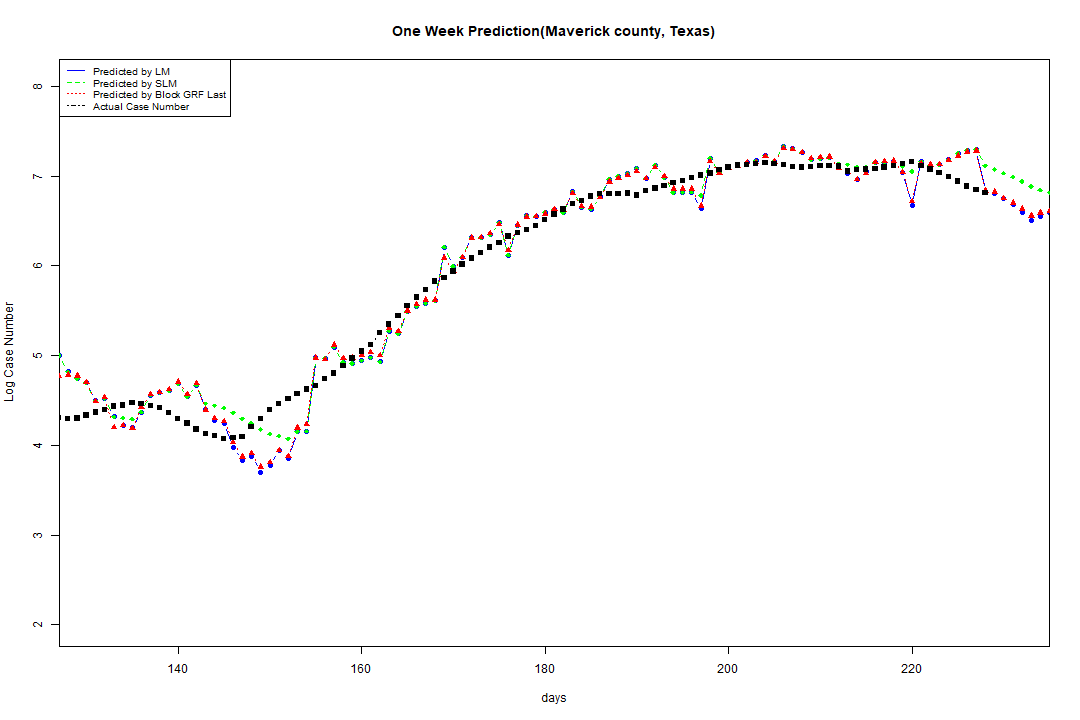 One Week Prediction(Maverick county, Texas)
Predicted by LM
Predicted by SLM
Predicted by Block GRF Last
Actual Case Number
Log Case Number
8
7
6
5
4
3
2
140 160 180 200 220
days